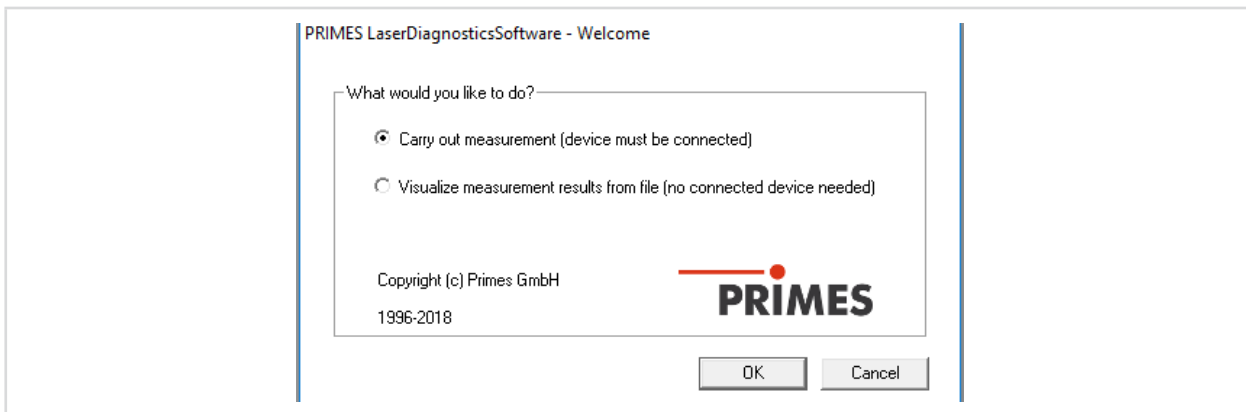 PRIMES LaserDiagnosticsSoftware - Welcome
What would you like to do?
Carry out measurement (device must be connected)
Visualize measurement results from file (no connected device needed)
Copyright (c) Primes GmbH
1996-2018
PRIMES
OK Cancel